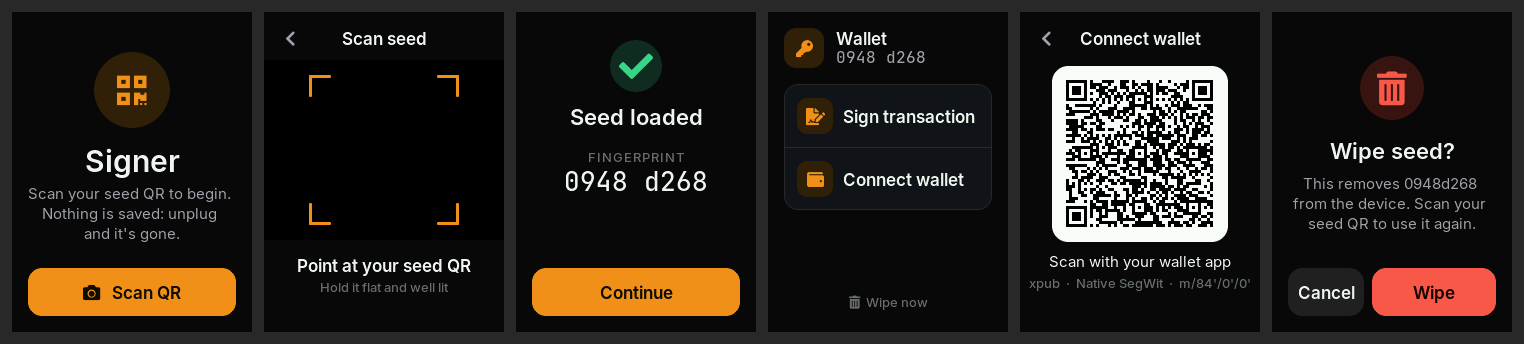 Signer
Scan your seed QR to begin.
Nothing is saved: unplug
and it's gone.
Scan QR
Scan seed
Point at your seed QR
Hold it flat and well lit
Seed loaded
FINGERPRINT
0948 d268
Continue
Wallet
0948 d268
Sign transaction
Connect wallet
Wipe now
Connect wallet
Scan with your wallet app
xpub · Native SegWit · m/84'/0'/0'
Wipe seed?
This removes 0948d268
from the device. Scan your
seed QR to use it again.
Cancel
Wipe